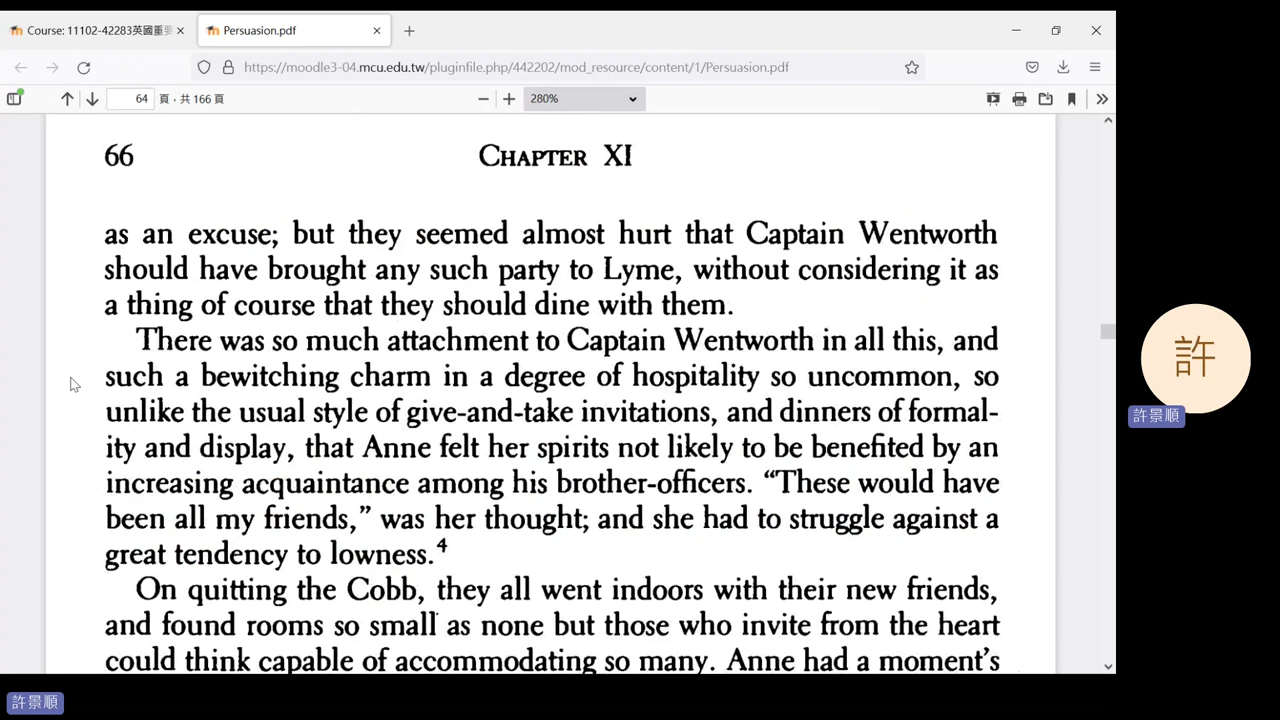 Course: 11102-42283英國重要
Persuasion.pdf
https://moodle3-04.mcu.edu.tw/pluginfile.php/442202/mod_resource/content/1/Persuasion.pdf
64 頁，共 166 頁
280%
66 CHAPTER XI
as an excuse; but they seemed almost hurt that Captain Wentworth
should have brought any such party to Lyme, without considering it as
a thing of course that they should dine with them.
There was so much attachment to Captain Wentworth in all this, and
such a bewitching charm in a degree of hospitality so uncommon, so
unlike the usual style of give-and-take invitations, and dinners of formal-
ity and display, that Anne felt her spirits not likely to be benefited by an
increasing acquaintance among his brother-officers. “These would have
been all my friends,” was her thought; and she had to struggle against a
great tendency to lowness.4
On quitting the Cobb, they all went indoors with their new friends,
and found rooms so small as none but those who invite from the heart
could think capable of accommodating so many. Anne had a moment's
許
許景順
許景順